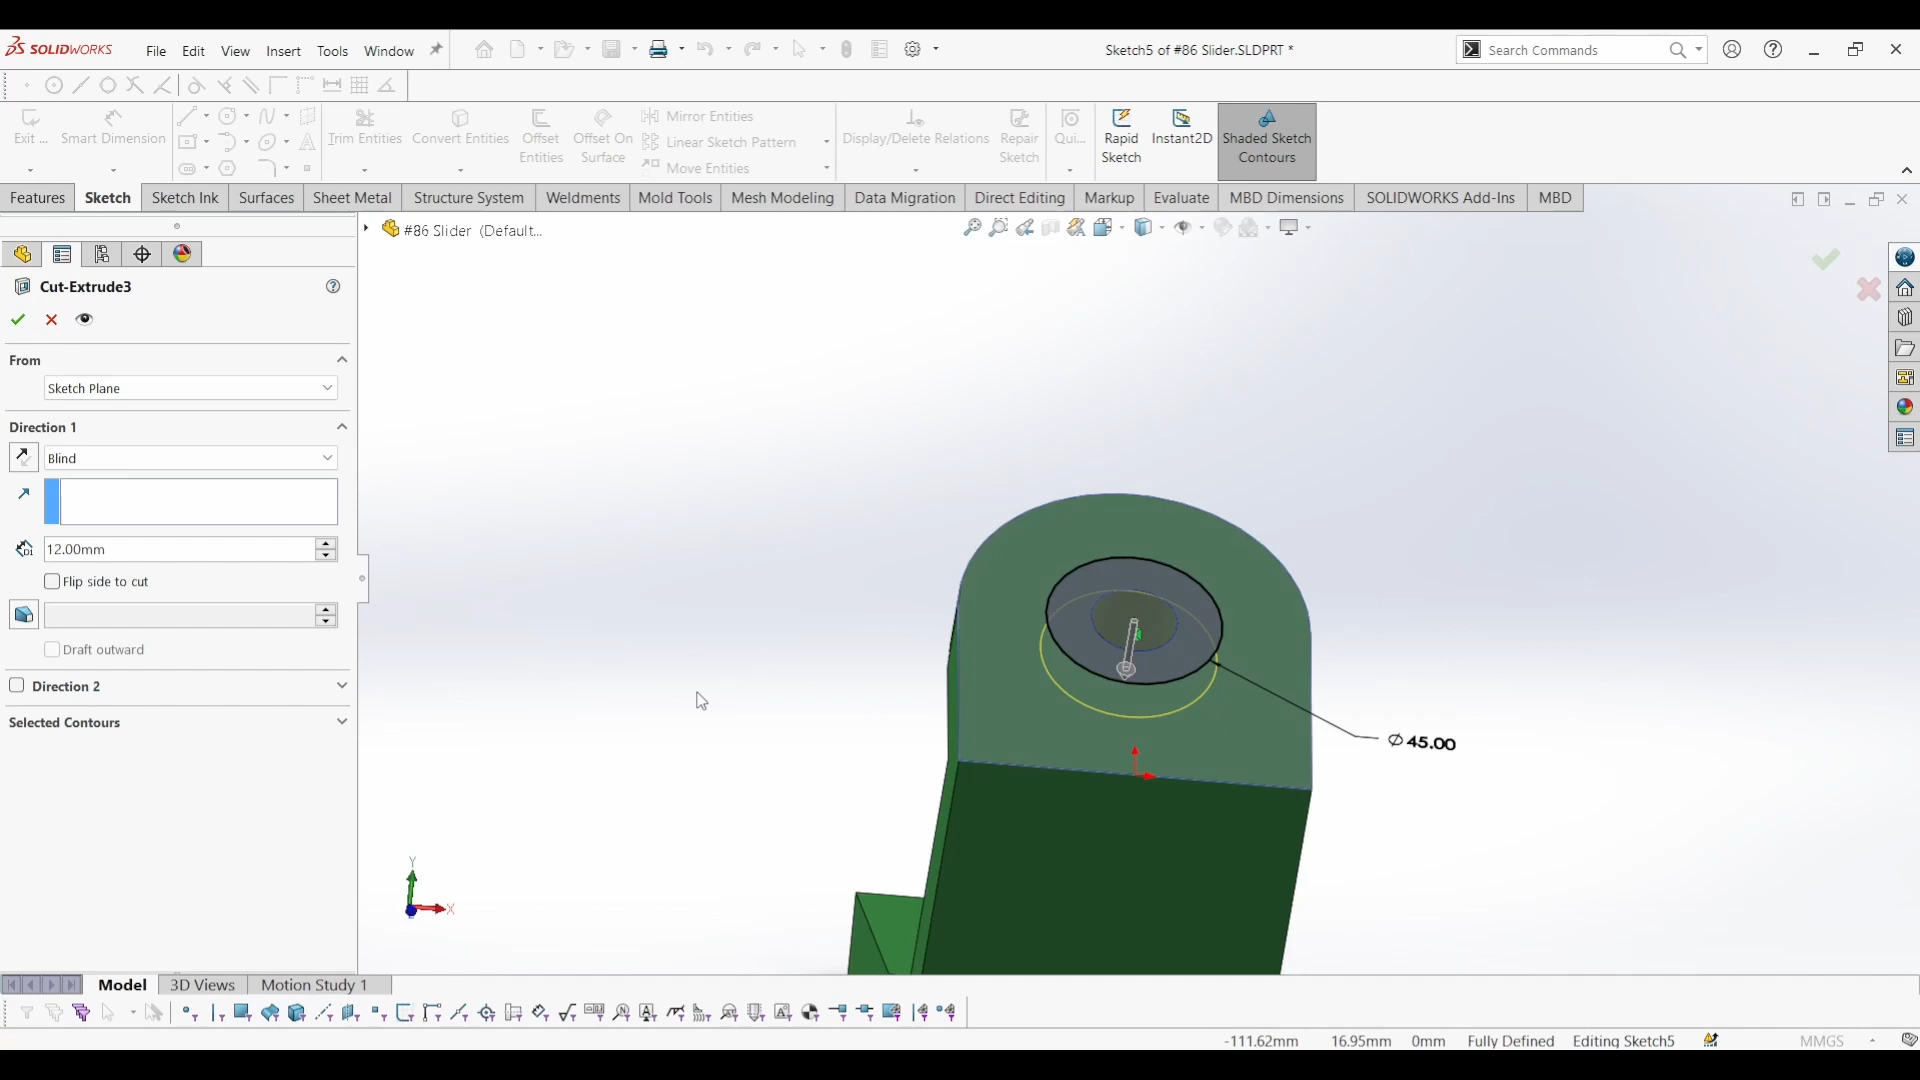 SOLIDWORKS File Edit View Insert Tools Window
Sketch5 of #86 Slider.SLDPRT *
Search Commands
Exit ... Smart Dimension Trim Entities Convert Entities Offset Entities Offset On Surface
Mirror Entities
Linear Sketch Pattern
Move Entities
Display/Delete Relations Repair Sketch Qui... Rapid Sketch Instant2D Shaded Sketch Contours
Features Sketch Sketch Ink Surfaces Sheet Metal Structure System Weldments Mold Tools Mesh Modeling Data Migration Direct Editing Markup Evaluate MBD Dimensions SOLIDWORKS Add-Ins MBD
#86 Slider (Default...
Cut-Extrude3
From
Sketch Plane
Direction 1
Blind
D1
12.00mm
Flip side to cut
Draft outward
Direction 2
Selected Contours
∅45.00
Y
X
Model 3D Views Motion Study 1
-111.62mm 16.95mm 0mm Fully Defined Editing Sketch5 MMGS